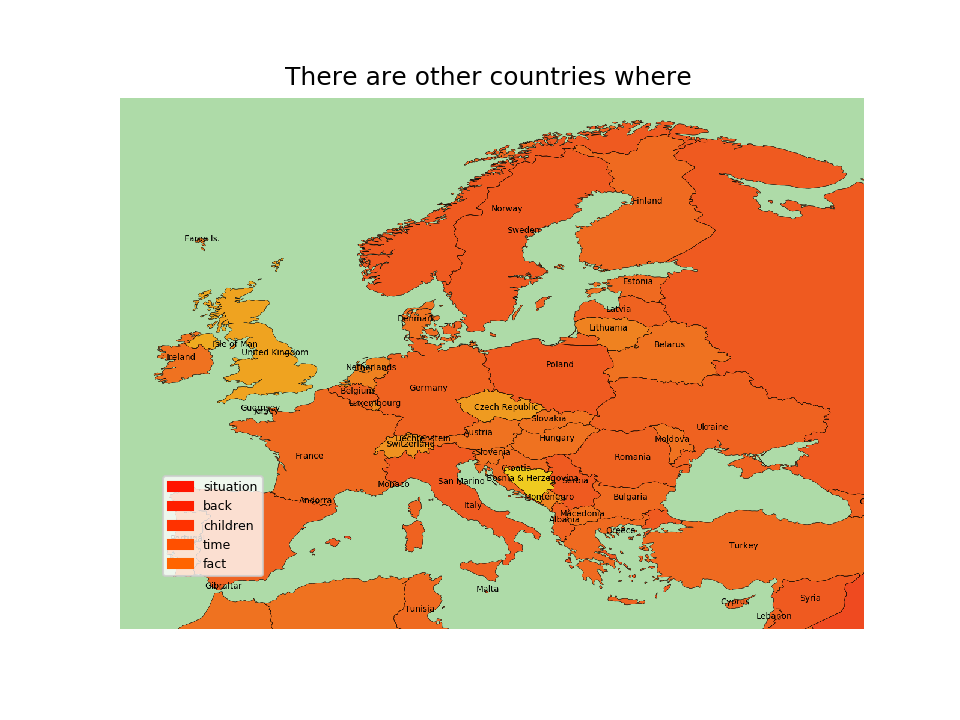 There are other countries where
Finland
Norway
Sweden
Faroe Is.
Estonia
Latvia
Denmark
Lithuania
Isle of Man
Belarus
United Kingdom
Ireland
Poland
Netherlands
Germany
Belgium
Luxembourg
Czech Republic
Guernsey
Jersey
Slovakia
Ukraine
Austria
Liechtenstein
Hungary
Moldova
Switzerland
Slovenia
France
Romania
Croatia
Bosna & Herzegovina
San Marino
Serbia
Monaco
situation
Montenegro
Bulgaria
Andorra
back
Italy
Macedonia
Albania
children
Greece
time
Turkey
fact
Gibraltar
Malta
Syria
Cyprus
Tunisia
Lebanon